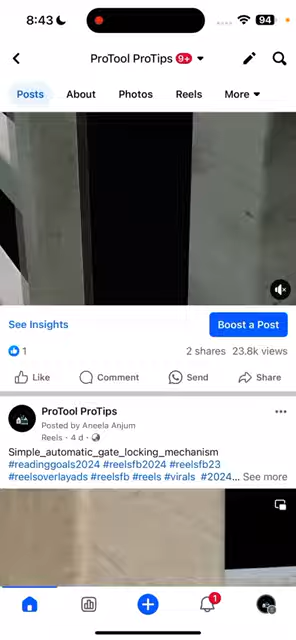 8:43
94
ProTool ProTips 9+
Posts About Photos Reels More
See Insights
Boost a Post
1
2 shares 23.8k views
Like Comment Send Share
ProTool ProTips
Posted by Aneela Anjum
Reels · 4 d ·
Simple_automatic_gate_locking_mechanism
#readinggoals2024 #reelsfb2024 #reelsfb23
#reelsoverlayads #reelsfb #reels #virals #2024... See more
1